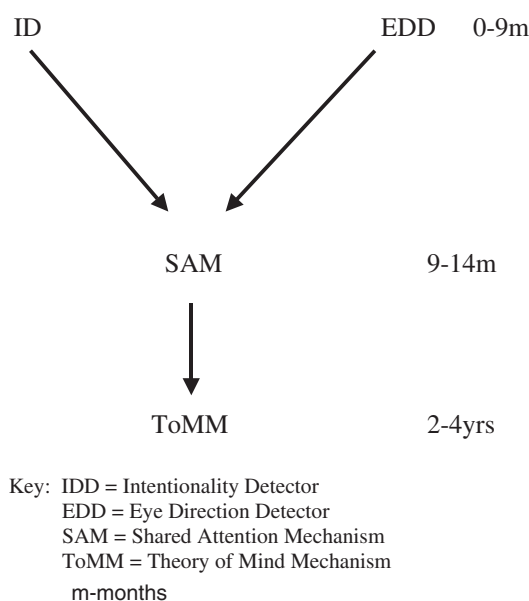 ID EDD 0-9m
SAM 9-14m
ToMM 2-4yrs
Key: IDD = Intentionality Detector
EDD = Eye Direction Detector
SAM = Shared Attention Mechanism
ToMM = Theory of Mind Mechanism
m-months